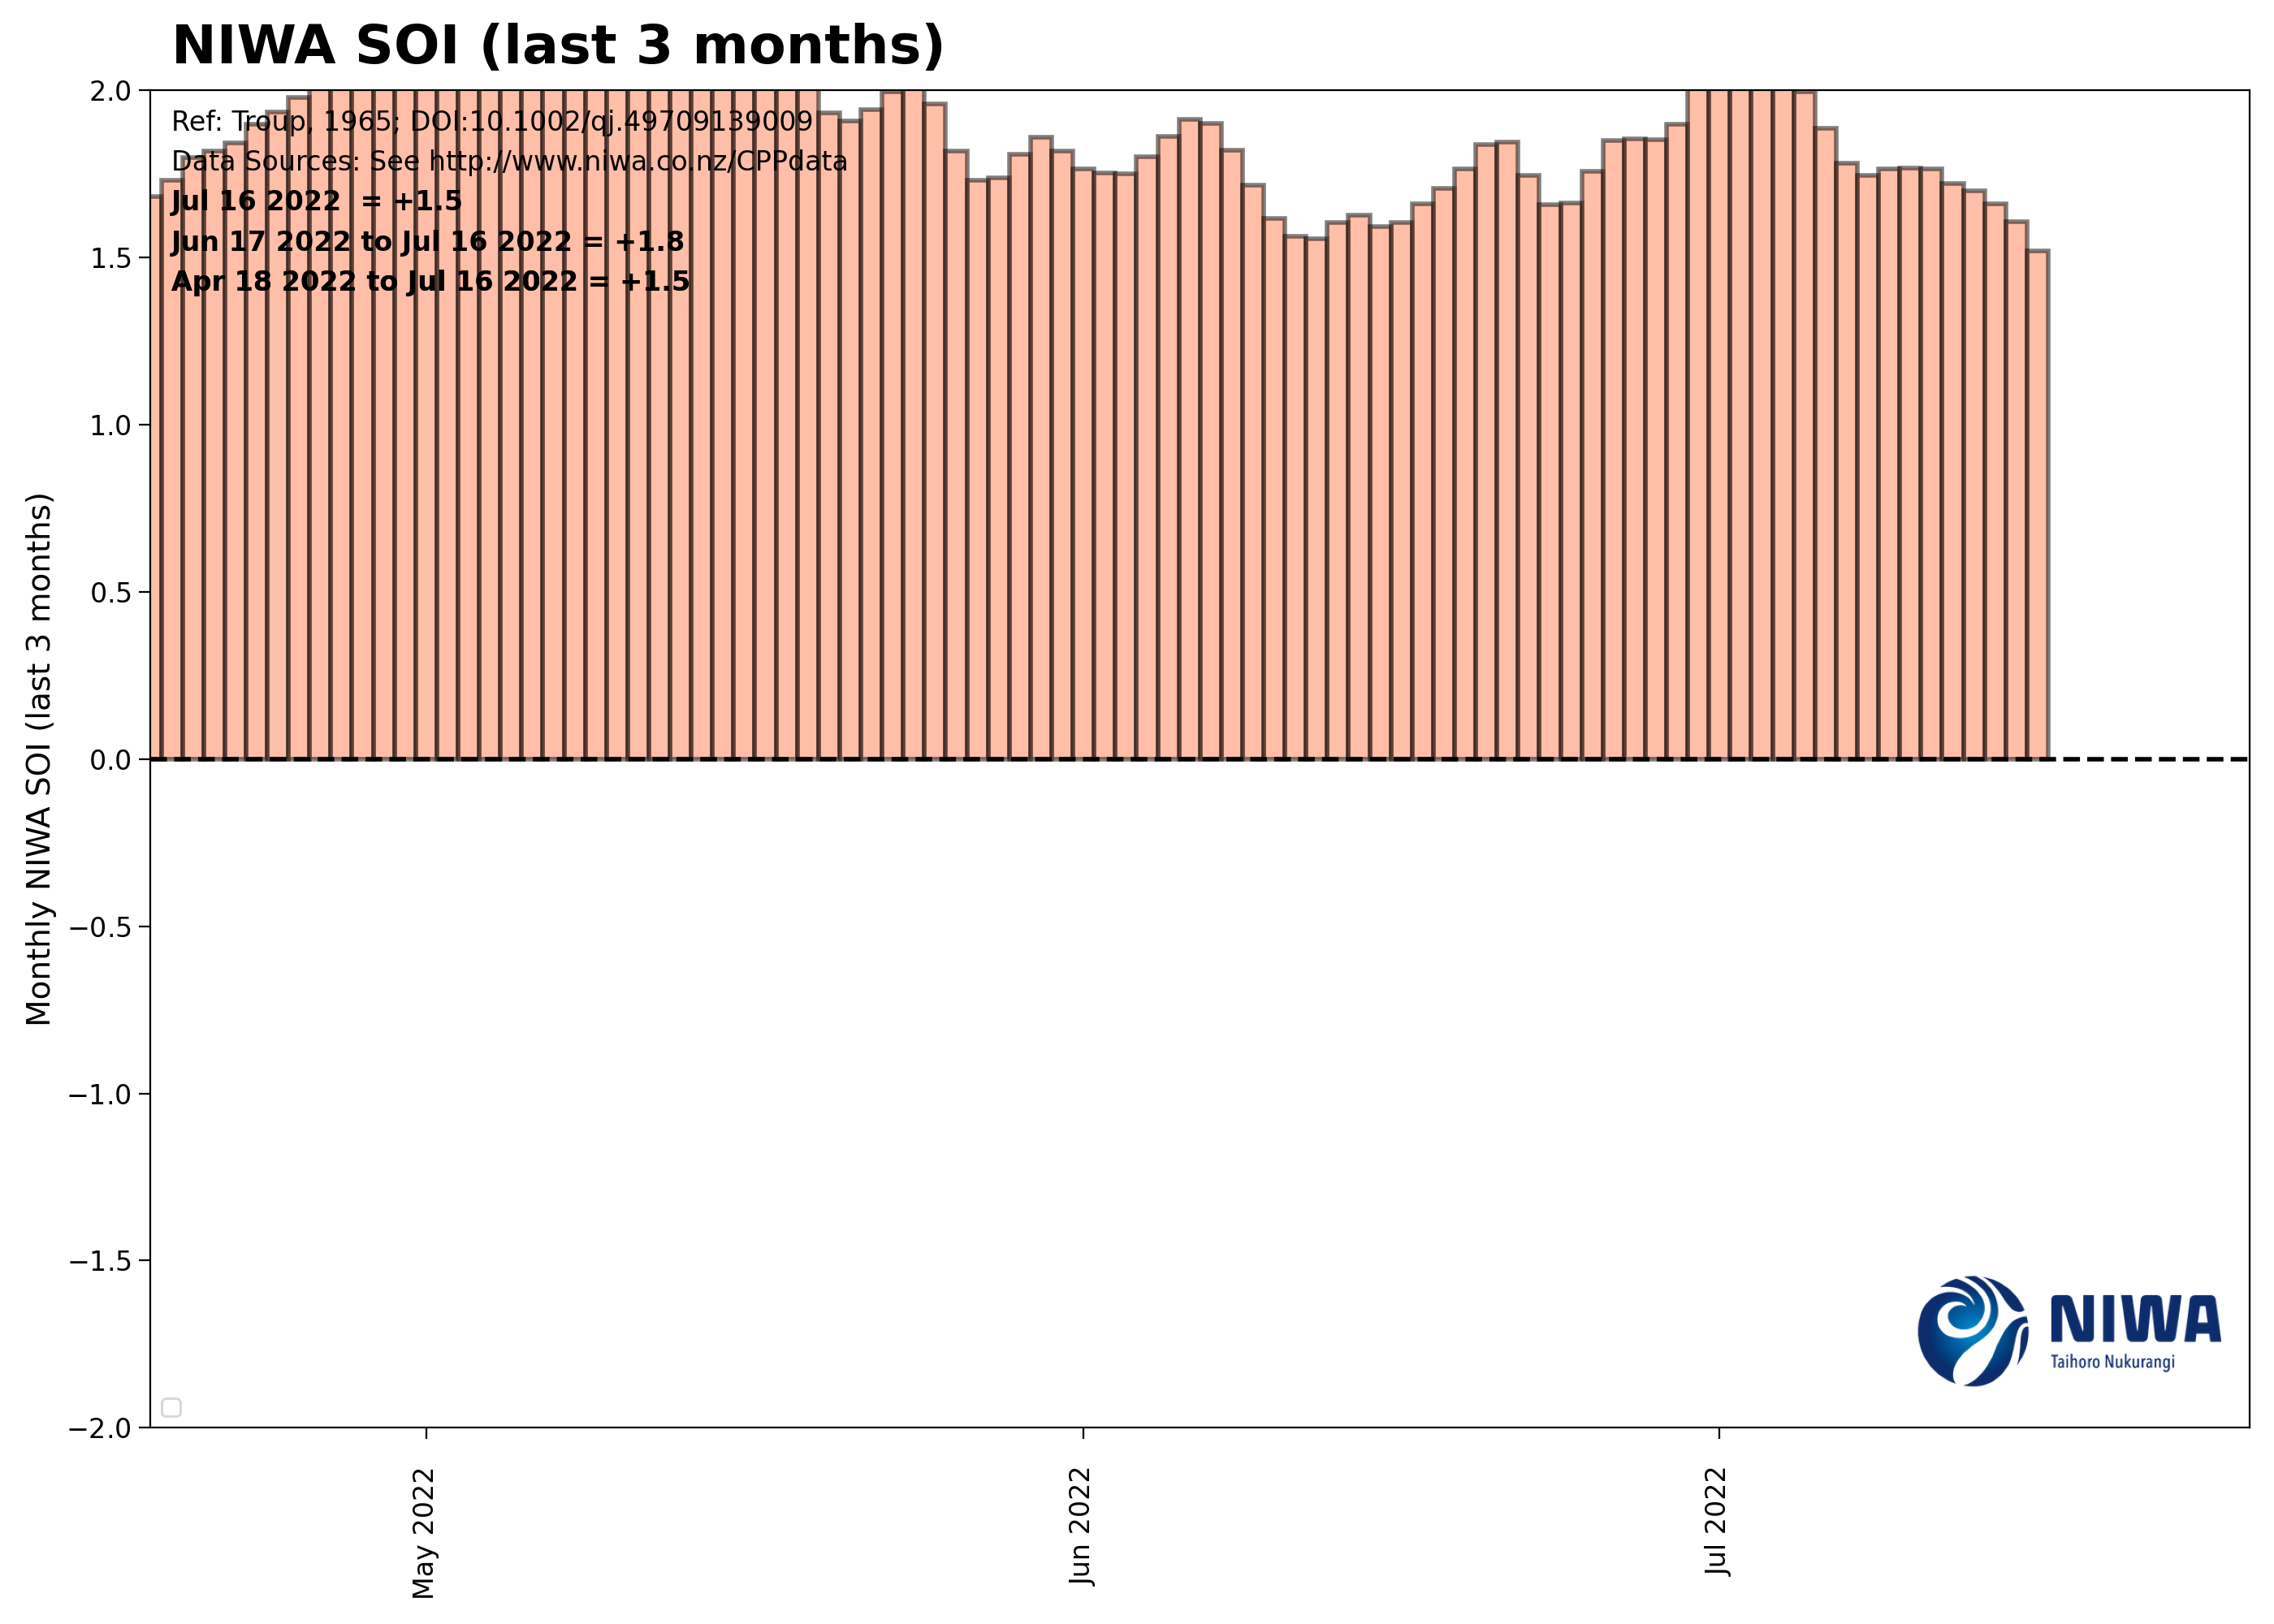 NIWA SOI (last 3 months)
Ref: Troup, 1965; DOI:10.1002/qj.49709139009
Data Sources: See http://www.niwa.co.nz/CPPdata
Jul 16 2022  = +1.5
Jun 17 2022 to Jul 16 2022 = +1.8
Apr 18 2022 to Jul 16 2022 = +1.5
Monthly NIWA SOI (last 3 months)
2.0
1.5
1.0
0.5
0.0
−0.5
−1.0
−1.5
−2.0
May 2022
Jun 2022
Jul 2022
NIWA
Taihoro Nukurangi